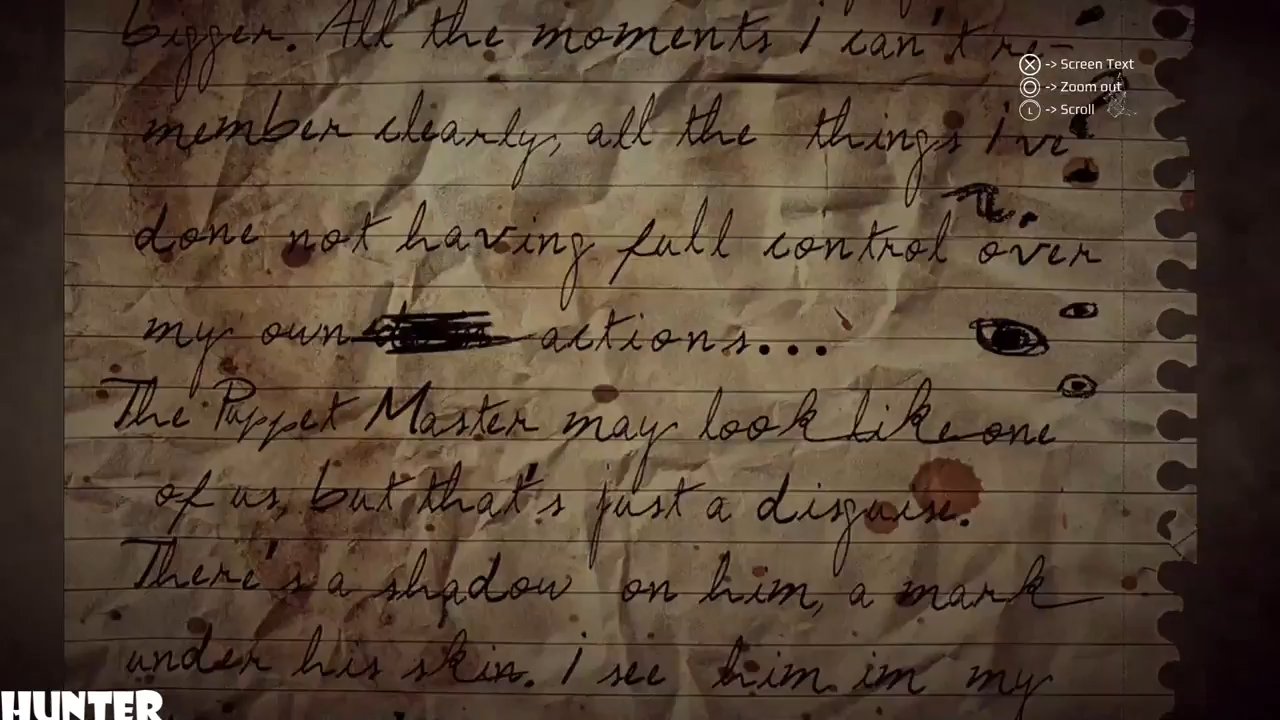 bigger. All the moments I can't re-
member clearly, all the things i've
done not having full control over
my own actions...
The Puppet Master may look like one
of us, but that's just a disguise.
There's a shadow on him, a mark
under his skin. I see him im my
-> Screen Text
-> Zoom out
L -> Scroll
HUNTER